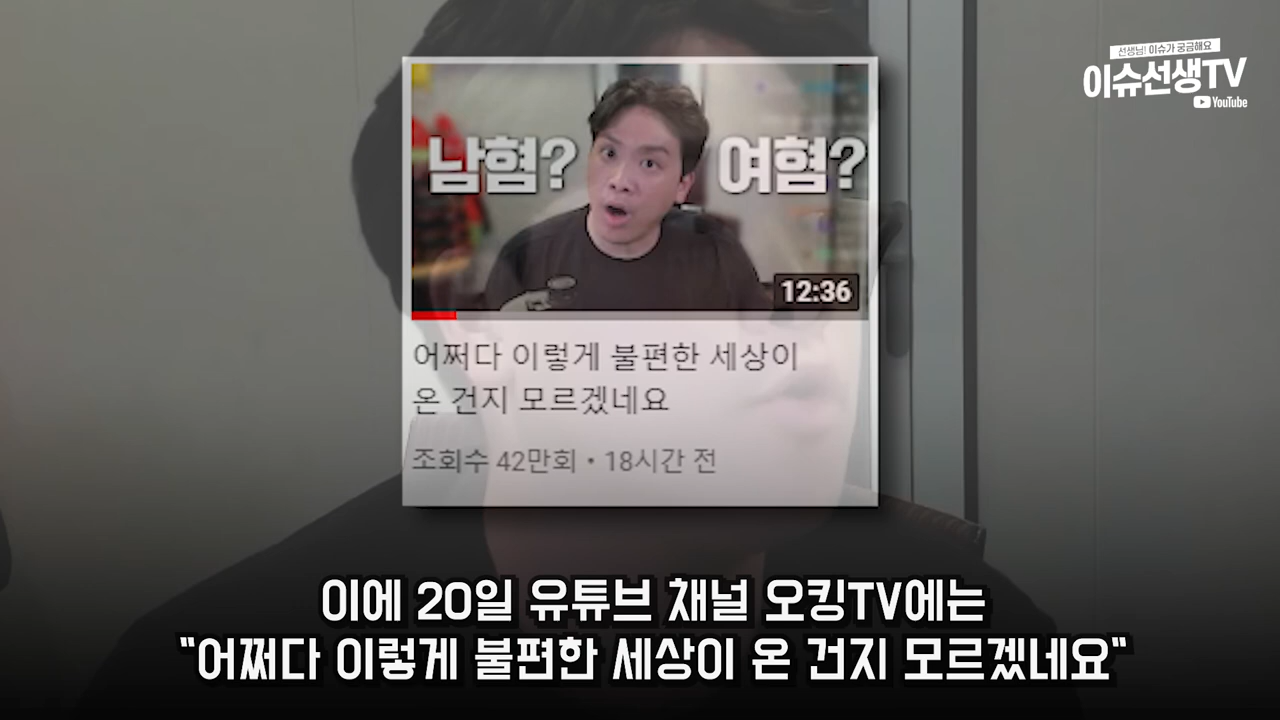 선생님! 이슈가 궁금해요
이슈선생TV
YouTube
남혐? 여혐?
12:36
어쩌다 이렇게 불편한 세상이
온 건지 모르겠네요
조회수 42만회 • 18시간 전
이에 20일 유튜브 채널 오킹TV에는
"어쩌다 이렇게 불편한 세상이 온 건지 모르곘네요"